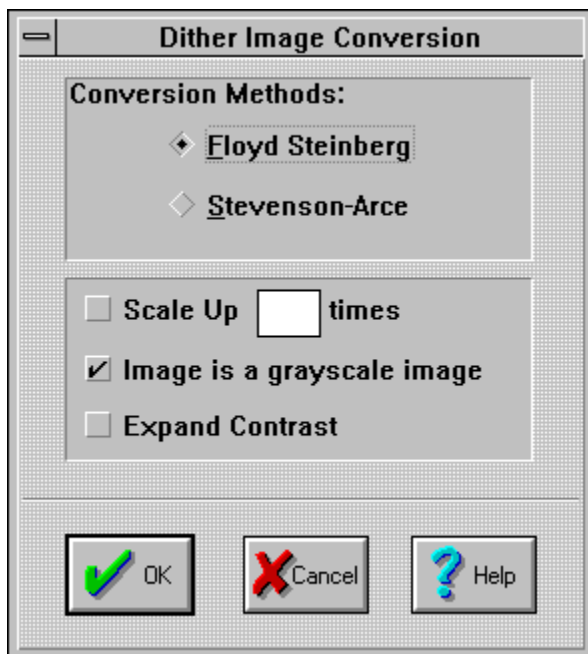 Dither Image Conversion
Conversion Methods:
Floyd Steinberg
Stevenson-Arce
Scale Up times
Image is a grayscale image
Expand Contrast
OK Cancel Help